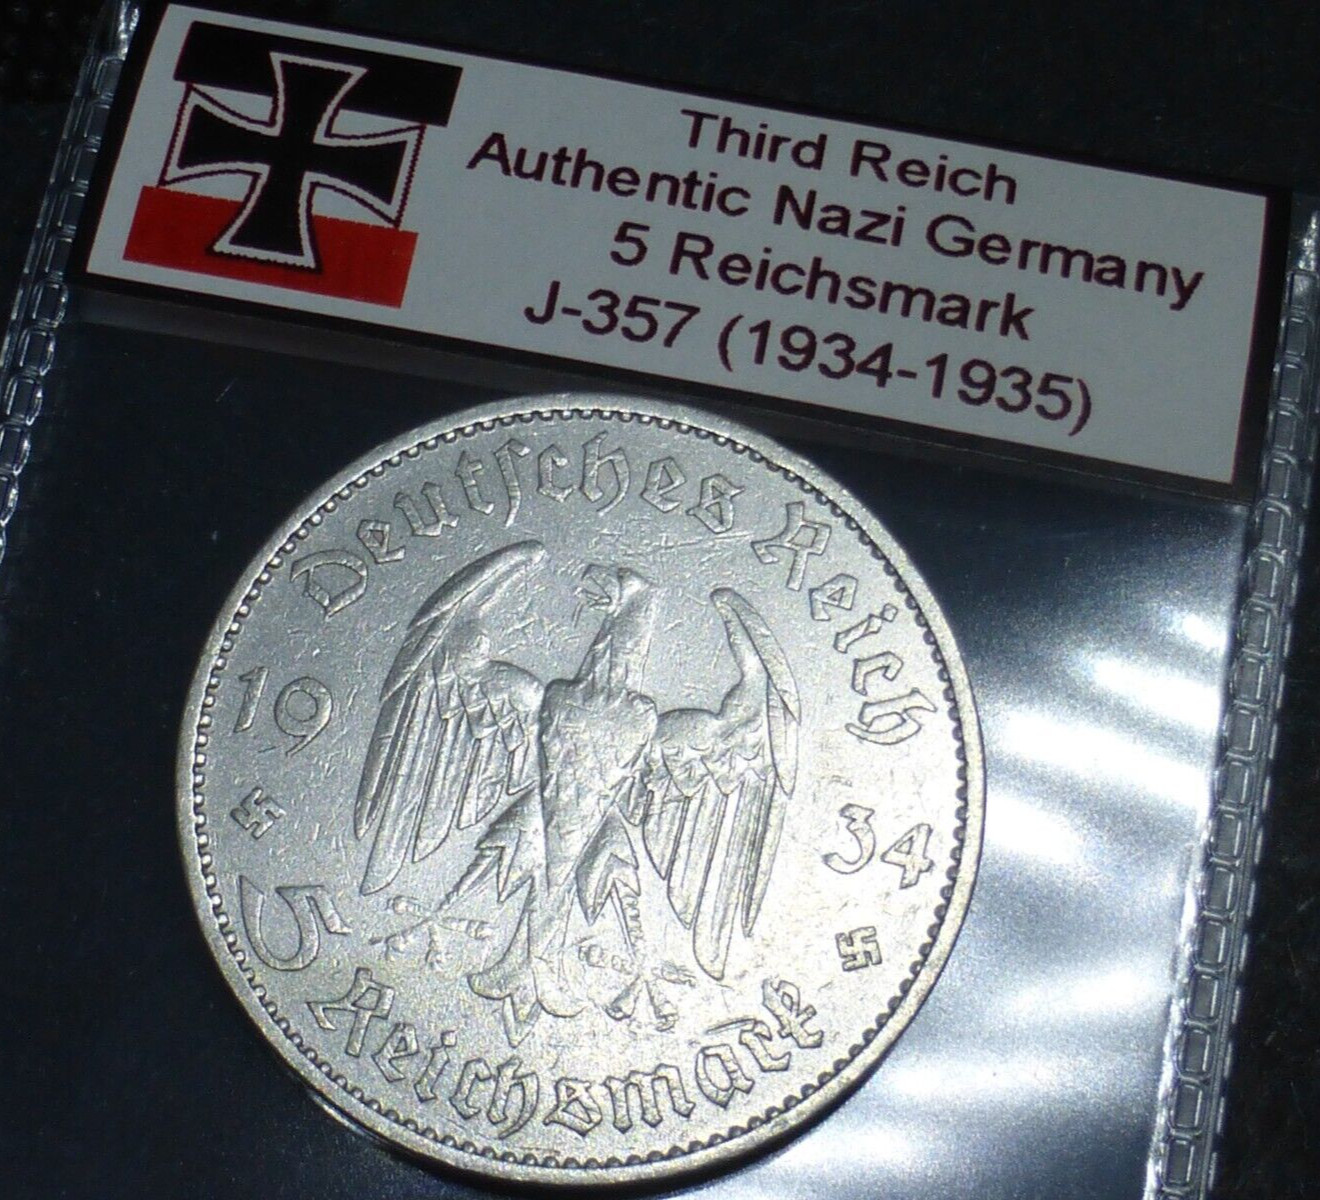 Third Reich
Authentic Nazi Germany
5 Reichsmark
J-357 (1934-1935)
Deutſches Reich
19 34
5 Reichsmark